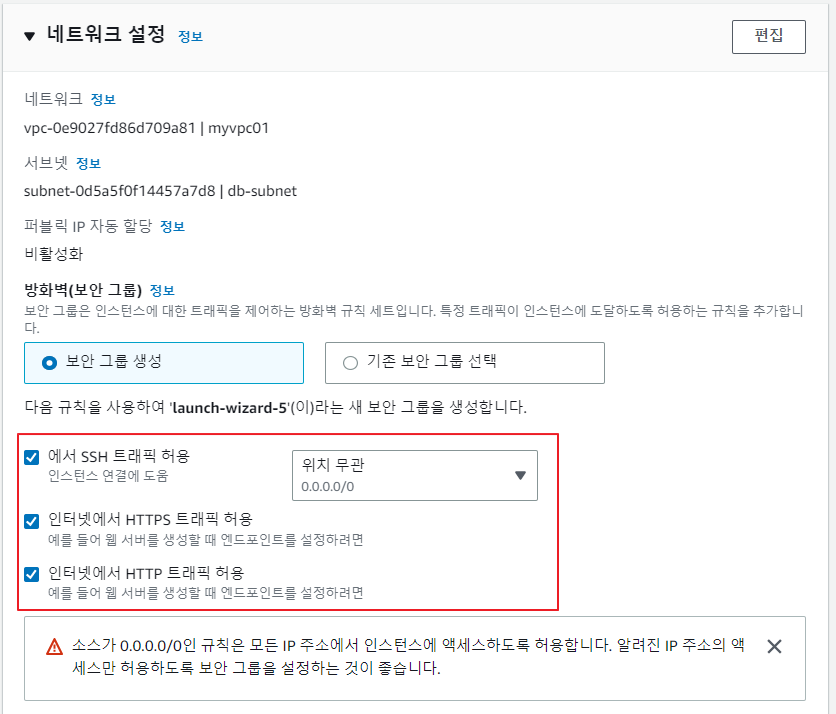 ▼ 네트워크 설정 정보
편집
네트워크 정보
vpc-0e9027fd86d709a81 | myvpc01
서브넷 정보
subnet-0d5a5f0f14457a7d8 | db-subnet
퍼블릭 IP 자동 할당 정보
비활성화
방화벽(보안 그룹) 정보
보안 그룹은 인스턴스에 대한 트래픽을 제어하는 방화벽 규칙 세트입니다. 특정 트래픽이 인스턴스에 도달하도록 허용하는 규칙을 추가합니
다.
보안 그룹 생성
기존 보안 그룹 선택
다음 규칙을 사용하여 'launch-wizard-5'(이)라는 새 보안 그룹을 생성합니다.
에서 SSH 트래픽 허용
인스턴스 연결에 도움
위치 무관
0.0.0.0/0
인터넷에서 HTTPS 트래픽 허용
예를 들어 웹 서버를 생성할 때 엔드포인트를 설정하려면
인터넷에서 HTTP 트래픽 허용
예를 들어 웹 서버를 생성할 때 엔드포인트를 설정하려면
소스가 0.0.0.0/0인 규칙은 모든 IP 주소에서 인스턴스에 액세스하도록 허용합니다. 알려진 IP 주소의 액
세스만 허용하도록 보안 그룹을 설정하는 것이 좋습니다.